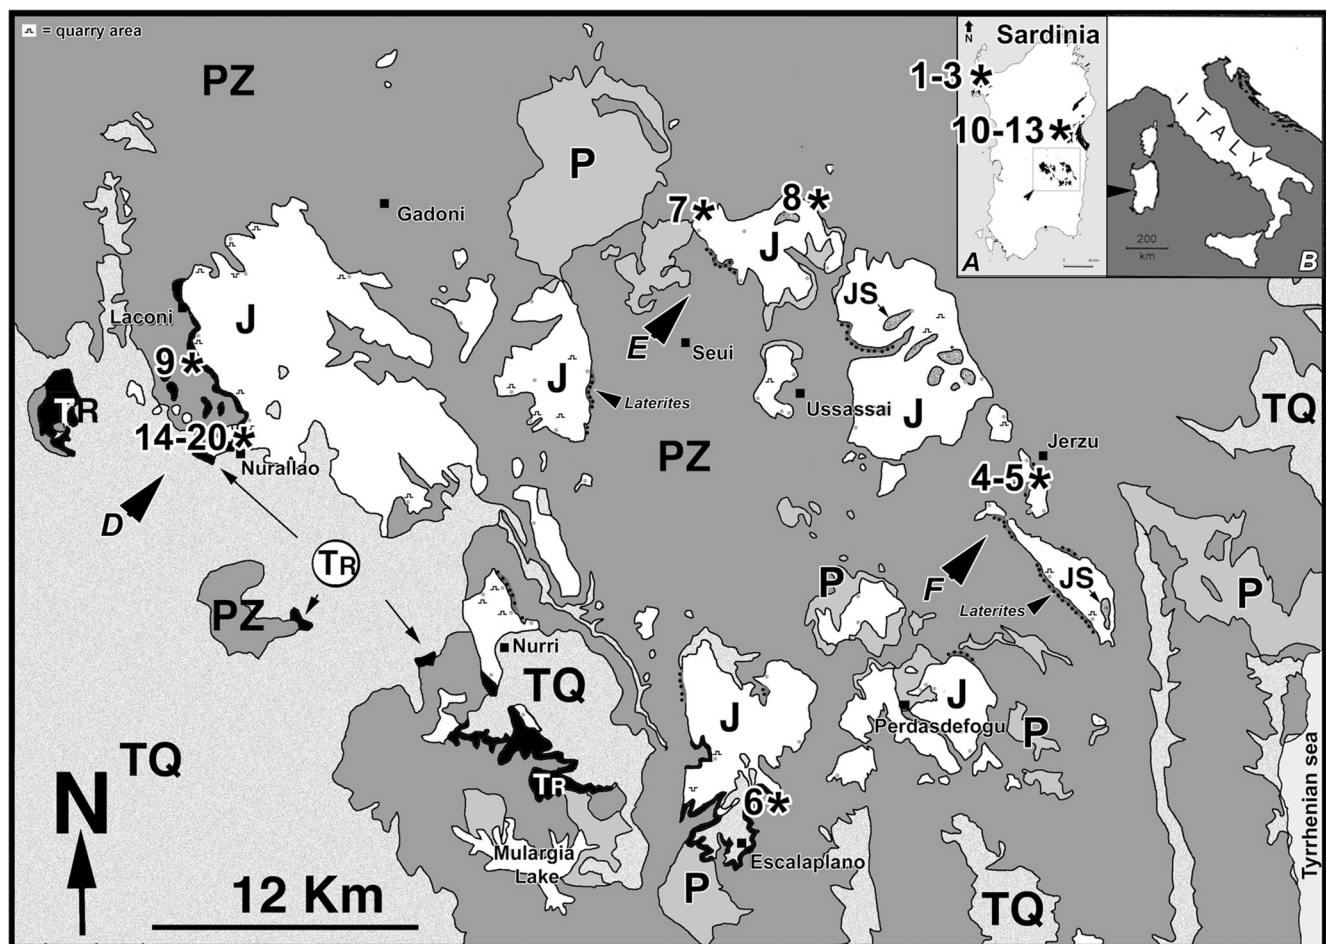 = quarry area
PZ
N
Sardinia
1-3*
10-13*
ITALY
200
km
A
B
P
Gadoni
7*
8*
J
J
Laconi
JS
E
Seui
9*
J
Laterites
Ussassai
J
TQ
TR
14-20*
Nurallao
PZ
Jerzu
4-5*
D
TR
PZ
P
F
JS
Laterites
P
Nurri
TQ
J
J
Perdasdefogu
P
TQ
N
TR
6*
Mulargia
Lake
Escalaplano
P
12 Km
TQ
Tyrrhenian sea